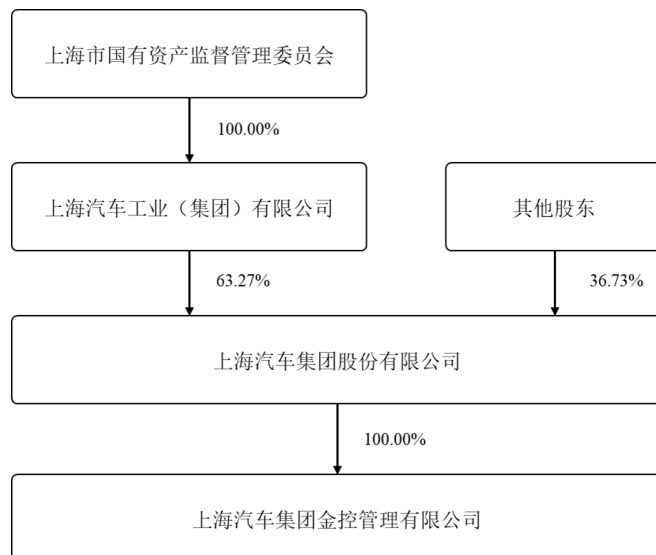 上海市国有资产监督管理委员会
100.00%
上海汽车工业（集团）有限公司
其他股东
63.27%
36.73%
上海汽车集团股份有限公司
100.00%
上海汽车集团金控管理有限公司